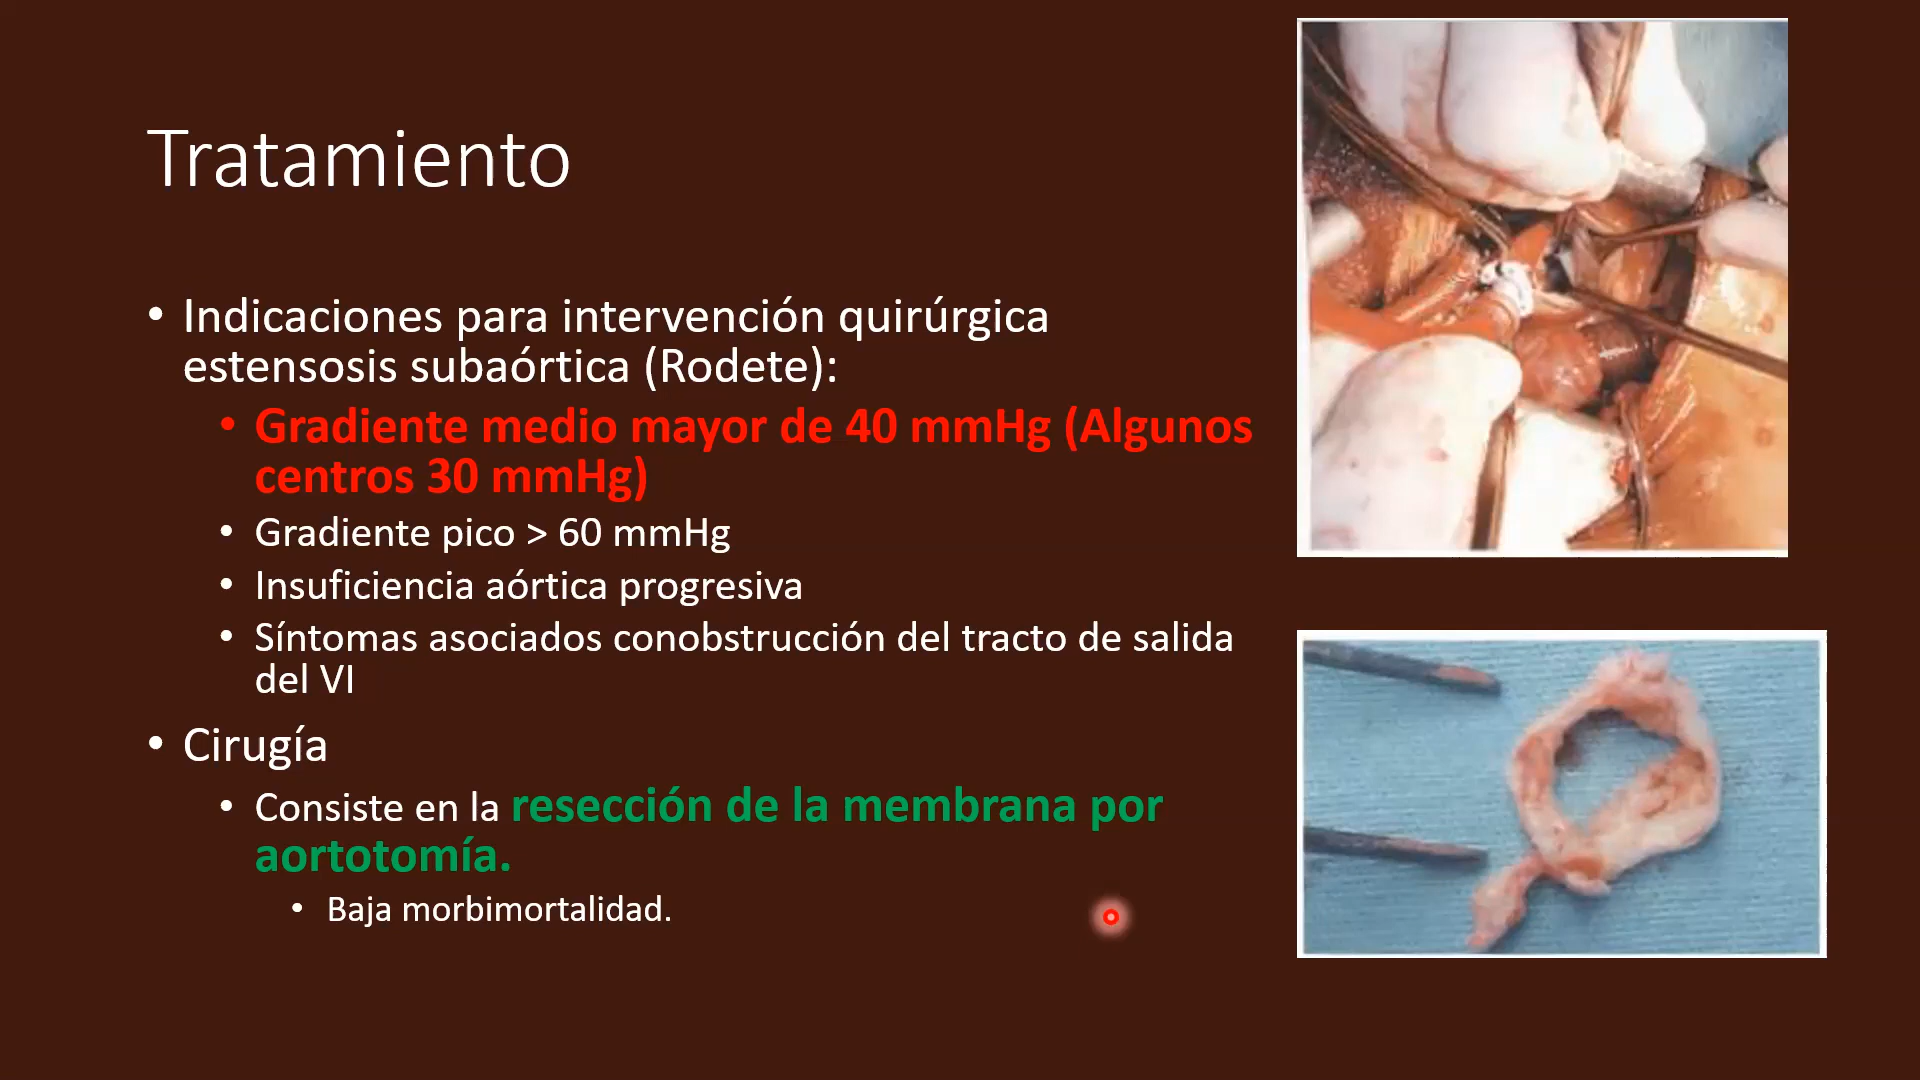 Tratamiento
• Indicaciones para intervención quirúrgica
estensosis subaórtica (Rodete):
• Gradiente medio mayor de 40 mmHg (Algunos
centros 30 mmHg)
• Gradiente pico > 60 mmHg
• Insuficiencia aórtica progresiva
• Síntomas asociados conobstrucción del tracto de salida
del VI
• Cirugía
• Consiste en la resección de la membrana por
aortotomía.
• Baja morbimortalidad.